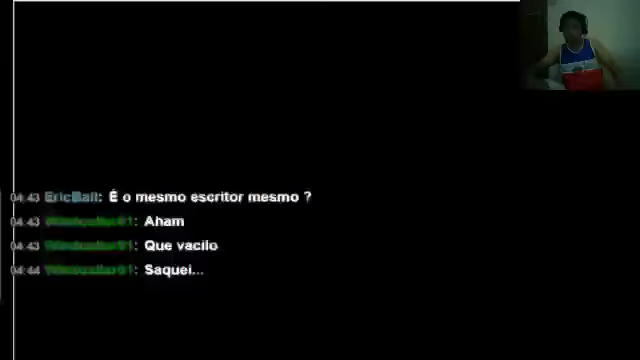 04:43 EricBall: É o mesmo escritor mesmo ?
04:43 : Aham
04:43 : Que vacilo
04:44 : Saquei...